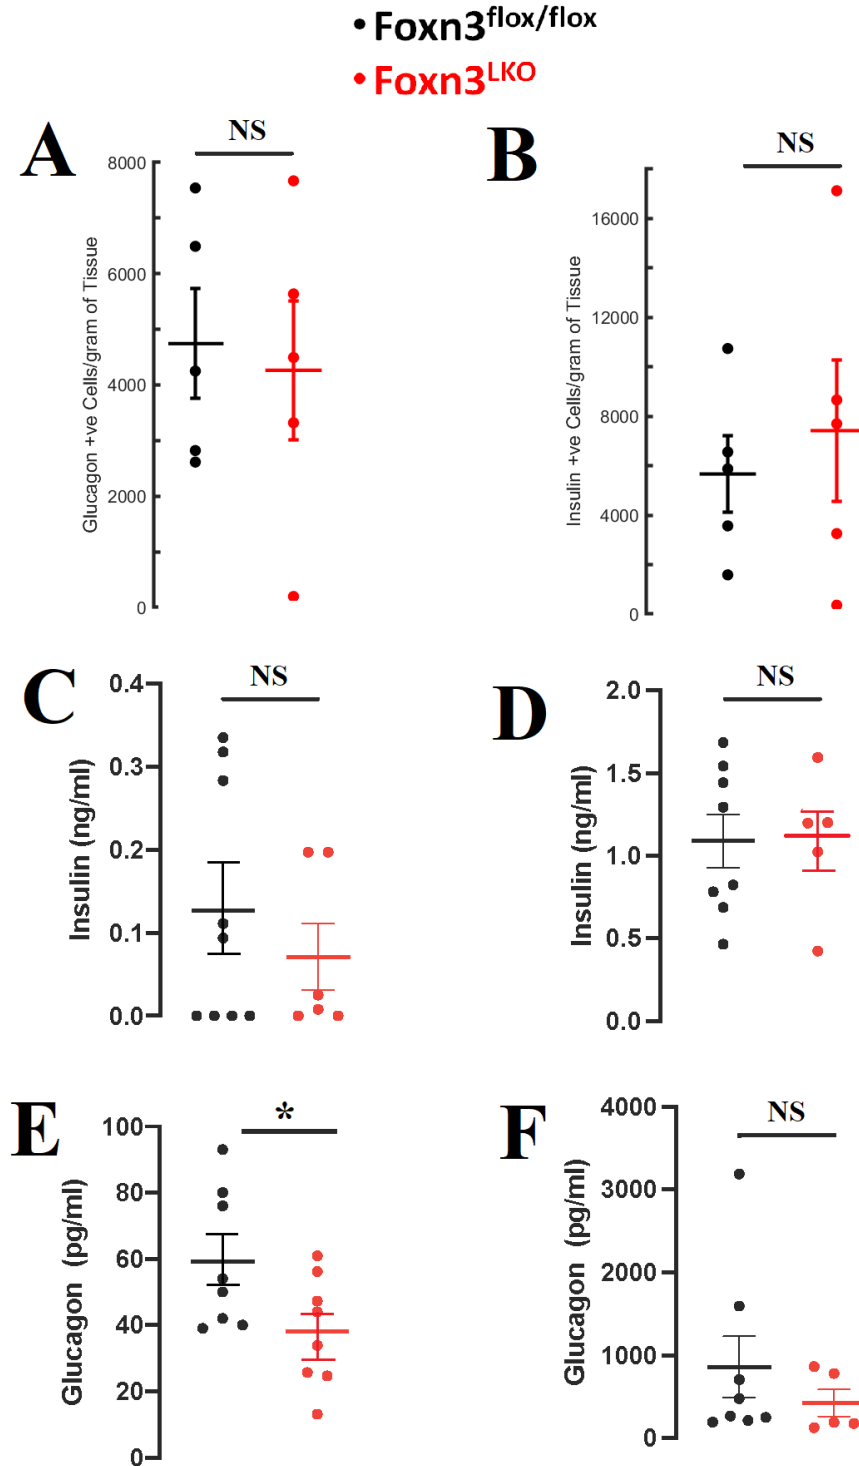 • Foxn3flox/flox
• Foxn3LKO
A
NS
8000
6000
4000
2000
0
Glucagon +ve Cells/gram of Tissue
B
NS
16000
12000
8000
4000
0
Insulin +ve Cells/gram of Tissue
C
NS
0.4
0.3
0.2
0.1
0.0
Insulin (ng/ml)
D
NS
2.0
1.5
1.0
0.5
0.0
Insulin (ng/ml)
E
*
100
80
60
40
20
0
Glucagon (pg/ml)
F
NS
4000
3000
2000
1000
0
Glucagon (pg/ml)